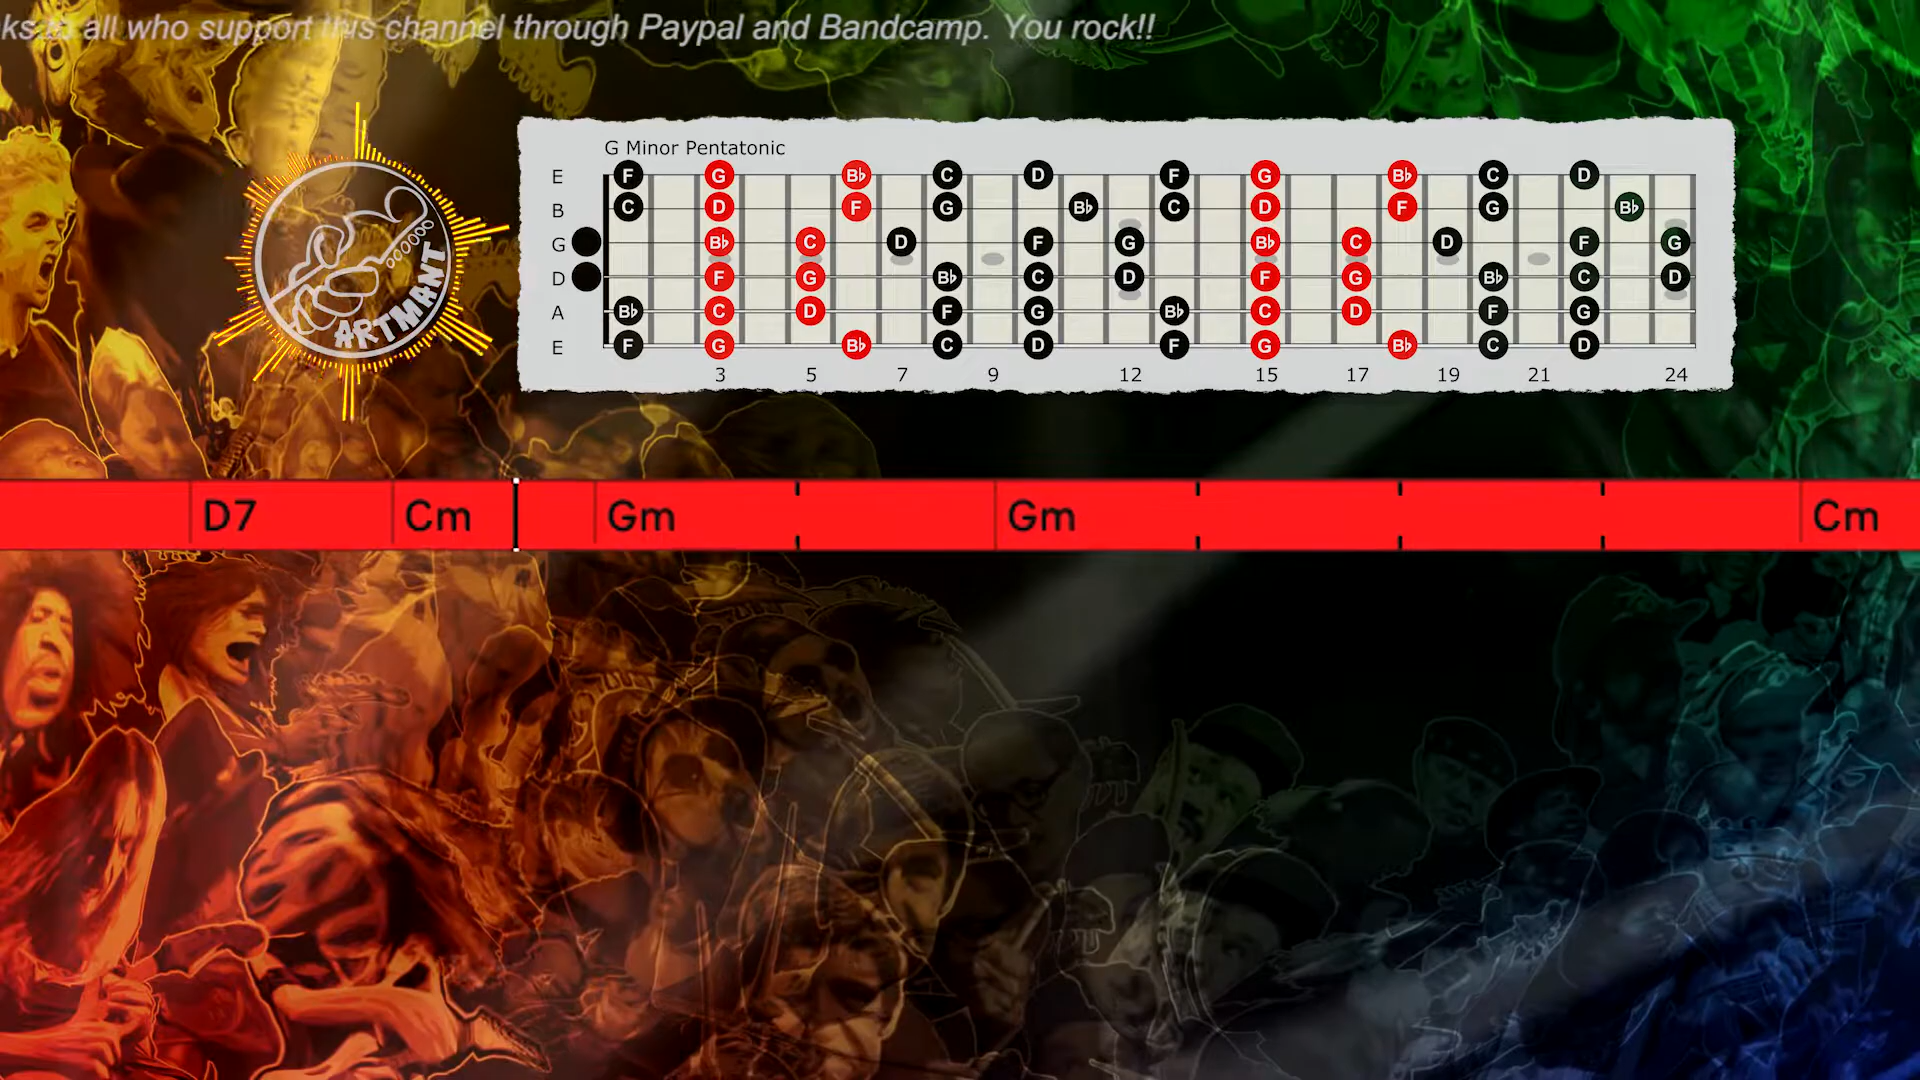 ks to all who support this channel through Paypal and Bandcamp. You rock!!
ARTMANT
G Minor Pentatonic
E F G B♭ C D F G B♭ C D
B C D F G B♭ C D F G B♭
G B♭ C D F G B♭ C D F G
D F G B♭ C D F G B♭ C D
A B♭ C D F G B♭ C D F G
E F G B♭ C D F G B♭ C D
3 5 7 9 12 15 17 19 21 24
D7 Cm Gm Gm Cm